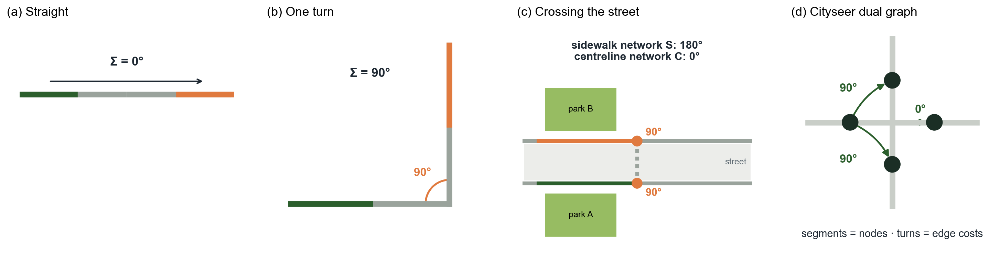 (a) Straight
Σ = 0°
(b) One turn
Σ = 90°
90°
(c) Crossing the street
sidewalk network S: 180°
centreline network C: 0°
park B
90°
street
90°
park A
(d) Cityseer dual graph
90°
0°
90°
segments = nodes · turns = edge costs